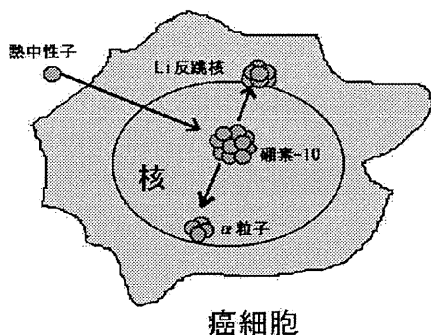 熱中性子
Li反跳核
硼素-10
核
α粒子
癌細胞